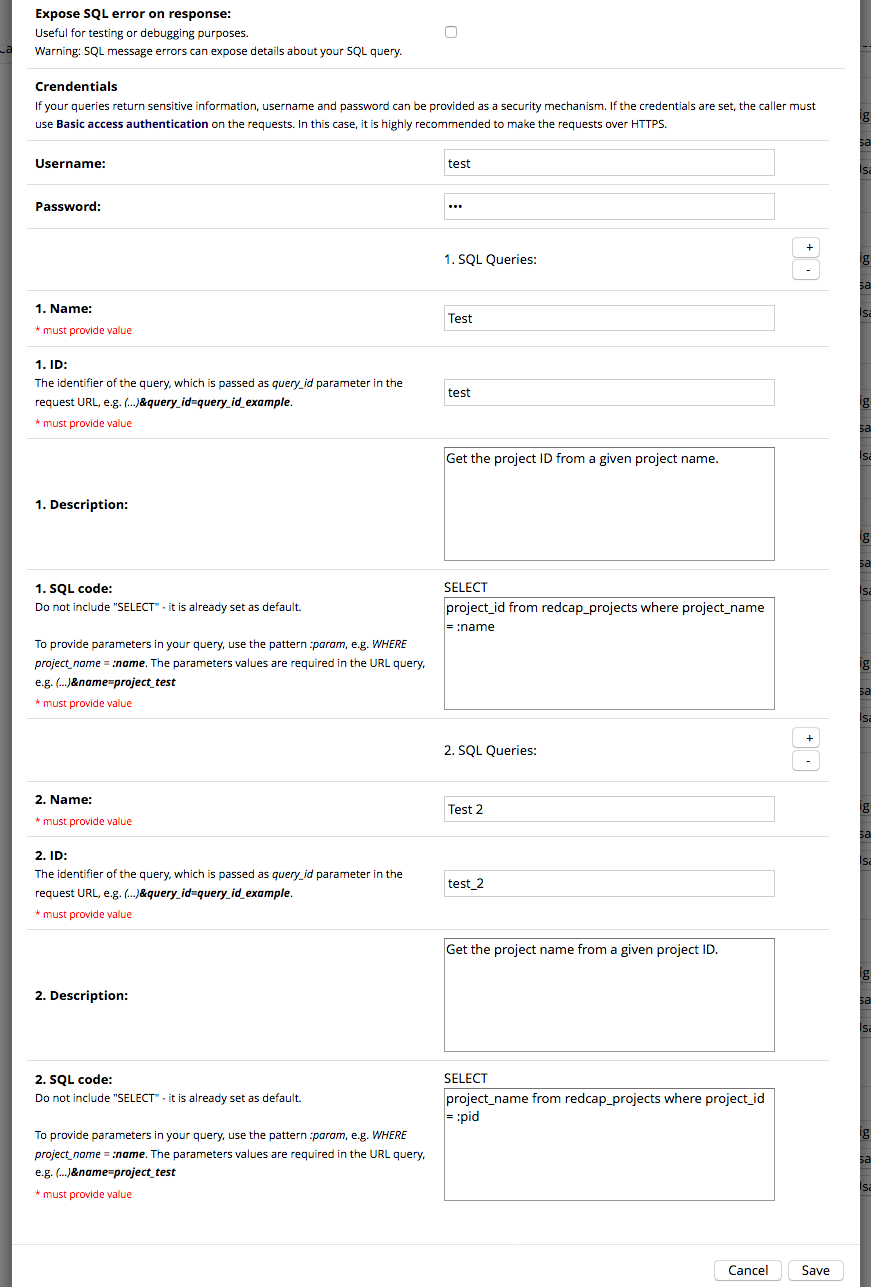 Expose SQL error on response:
Useful for testing or debugging purposes.
Warning: SQL message errors can expose details about your SQL query.
Crendentials
If your queries return sensitive information, username and password can be provided as a security mechanism. If the credentials are set, the caller must
use Basic access authentication on the requests. In this case, it is highly recommended to make the requests over HTTPS.
Username:
test
Password:
•••
1. SQL Queries:
+
-
1. Name:
* must provide value
Test
1. ID:
The identifier of the query, which is passed as query_id parameter in the
request URL, e.g. (...)&query_id=query_id_example.
* must provide value
test
1. Description:
Get the project ID from a given project name.
1. SQL code:
Do not include "SELECT" - it is already set as default.
To provide parameters in your query, use the pattern :param, e.g. WHERE
project_name = :name. The parameters values are required in the URL query,
e.g. (...)&name=project_test
* must provide value
SELECT
project_id from redcap_projects where project_name
= :name
2. SQL Queries:
+
-
2. Name:
* must provide value
Test 2
2. ID:
The identifier of the query, which is passed as query_id parameter in the
request URL, e.g. (...)&query_id=query_id_example.
* must provide value
test_2
2. Description:
Get the project name from a given project ID.
2. SQL code:
Do not include "SELECT" - it is already set as default.
To provide parameters in your query, use the pattern :param, e.g. WHERE
project_name = :name. The parameters values are required in the URL query,
e.g. (...)&name=project_test
* must provide value
SELECT
project_name from redcap_projects where project_id
= :pid
Cancel
Save